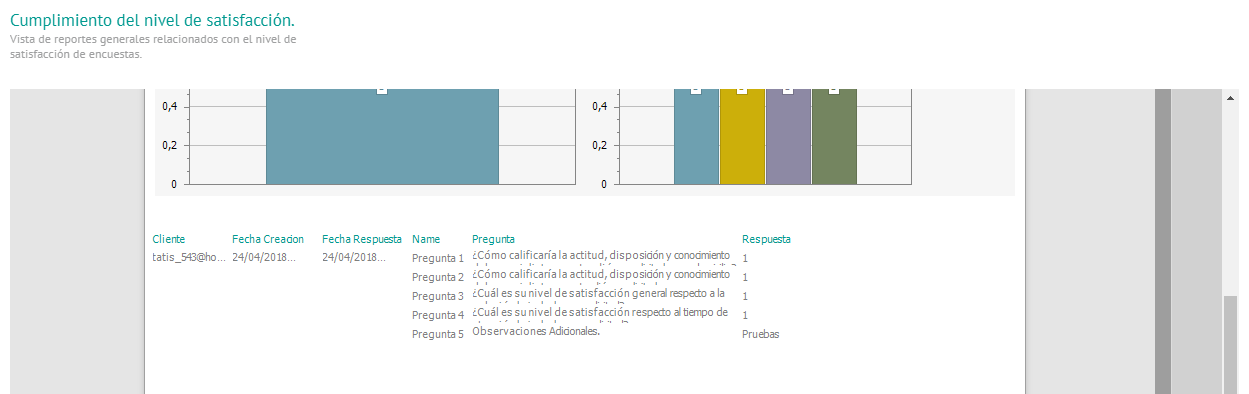 Cumplimiento del nivel de satisfacción.
Vista de reportes generales relacionados con el nivel de
satisfacción de encuestas.
0,4
0,2
0
0,4
0,2
0
Cliente Fecha Creacion Fecha Respuesta Name Pregunta Respuesta
tatis_543@ho... 24/04/2018... 24/04/2018... Pregunta 1 ¿Cómo calificaría la actitud, disposición y conocimiento 1
Pregunta 2 ¿Cómo calificaría la actitud, disposición y conocimiento 1
Pregunta 3 ¿Cuál es su nivel de satisfacción general respecto a la 1
Pregunta 4 ¿Cuál es su nivel de satisfacción respecto al tiempo de 1
Pregunta 5 Observaciones Adicionales. Pruebas